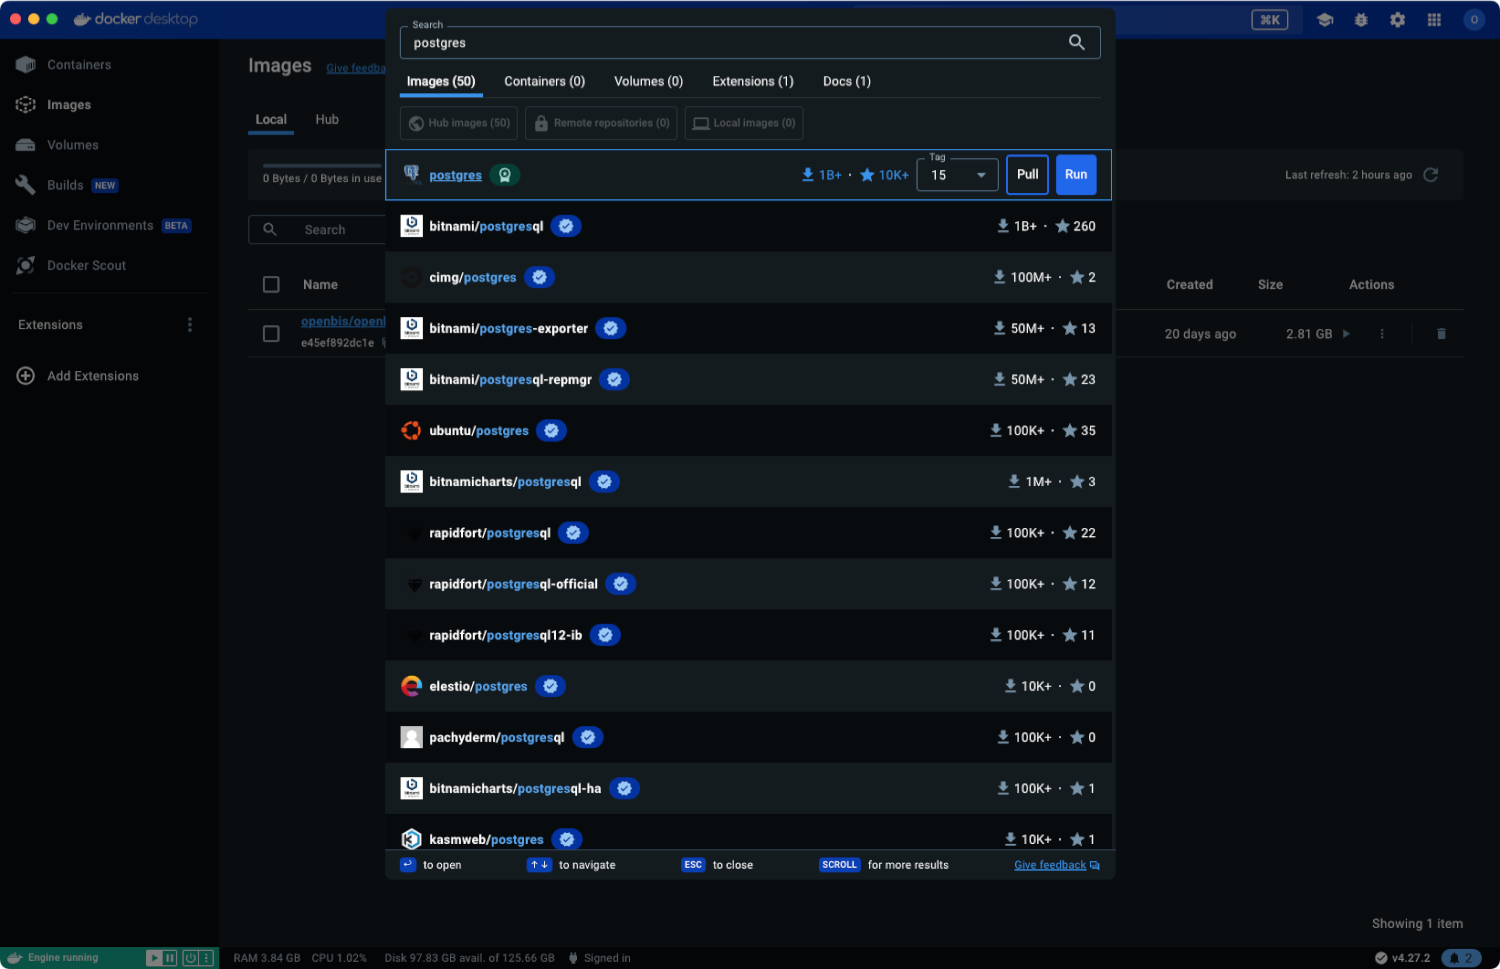 docker desktop
⌘K
O
Containers
Images
Volumes
Builds NEW
Dev Environments BETA
Docker Scout
Extensions
Add Extensions
Images
Give feedba
Local
Hub
0 Bytes / 0 Bytes in use
Last refresh: 2 hours ago
Search
Name
Created
Size
Actions
openbis/openl
e45ef892dc1e
20 days ago
2.81 GB
Showing 1 item
Search
postgres
Images (50)
Containers (0)
Volumes (0)
Extensions (1)
Docs (1)
Hub images (50)
Remote repositories (0)
Local images (0)
postgres
1B+ · 10K+
Tag
15
Pull
Run
bitnami/postgresql
1B+ · 260
cimg/postgres
100M+ · 2
bitnami/postgres-exporter
50M+ · 13
bitnami/postgresql-repmgr
50M+ · 23
ubuntu/postgres
100K+ · 35
bitnamicharts/postgresql
1M+ · 3
rapidfort/postgresql
100K+ · 22
rapidfort/postgresql-official
100K+ · 12
rapidfort/postgresql12-ib
100K+ · 11
elestio/postgres
10K+ · 0
pachyderm/postgresql
100K+ · 0
bitnamicharts/postgresql-ha
100K+ · 1
kasmweb/postgres
10K+ · 1
to open
to navigate
ESC to close
SCROLL for more results
Give feedback
Engine running
RAM 3.84 GB CPU 1.02% Disk 97.83 GB avail. of 125.66 GB Signed in
v4.27.2
2